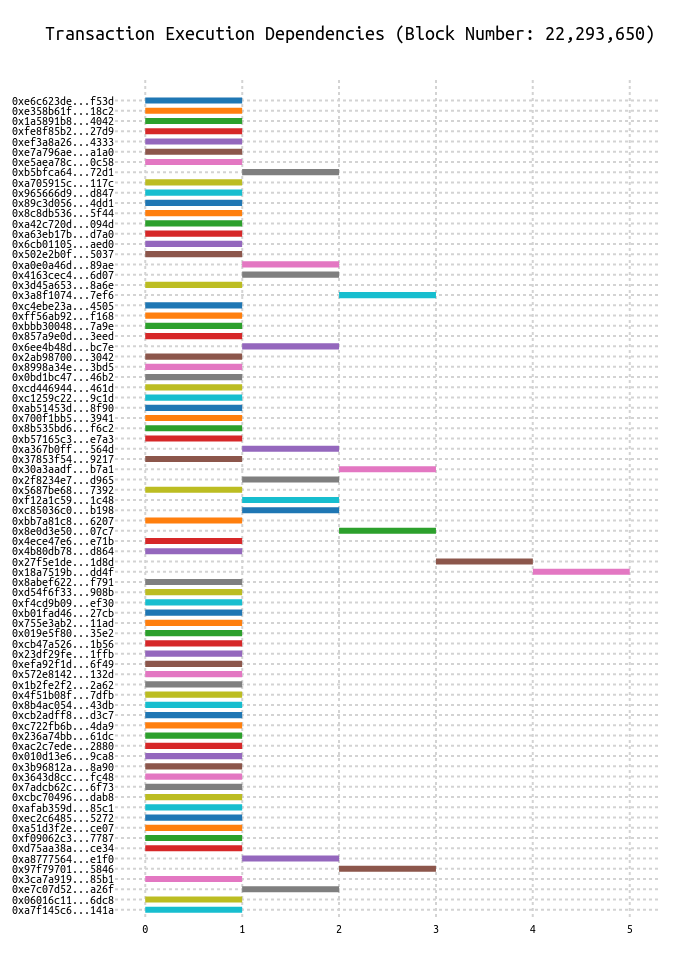 Transaction Execution Dependencies (Block Number: 22,293,650)
0xe6c623de...f53d
0xe358b61f...18c2
0x1a5891b8...4042
0xfe8f85b2...27d9
0xef3a8a26...4333
0xe7a796ae...a1a0
0xe5aea78c...0c58
0xb5bfca64...72d1
0xa705915c...117c
0x965666d9...d847
0x89c3d056...4dd1
0x8c8db536...5f44
0xa42c720d...094d
0xa63eb17b...d7a0
0x6cb01105...aed0
0x502e2b0f...5037
0xa0e0a46d...89ae
0x4163cec4...6d07
0x3d45a653...8a6e
0x3a8f1074...7ef6
0xc4ebe23a...4505
0xff56ab92...f168
0xbbb30048...7a9e
0x857a9e0d...3eed
0x6ee4b48d...bc7e
0x2ab98700...3042
0x8998a34e...3bd5
0x0bd1bc47...46b2
0xcd446944...461d
0xc1259c22...9c1d
0xab51453d...8f90
0x700f1bb5...3941
0x8b535bd6...f6c2
0xb57165c3...e7a3
0xa367b0ff...564d
0x37853f54...9217
0x30a3aadf...b7a1
0x2f8234e7...d965
0x5687be68...7392
0xf12a1c59...1c48
0xc85036c0...b198
0xbb7a81c8...6207
0x8e0d3e50...07c7
0x4ece47e6...e71b
0x4b80db78...d864
0x27f5e1de...1d8d
0x18a7519b...dd4f
0x8abef622...f791
0xd54f6f33...908b
0xf4cd9b09...ef30
0xb01fad46...27cb
0x755e3ab2...11ad
0x019e5f80...35e2
0xcb47a526...1b56
0x23df29fe...1ffb
0xefa92f1d...6f49
0x572e8142...132d
0x1b2fe2f2...2a62
0x4f51b08f...7dfb
0x8b4ac054...43db
0xcb2adff8...d3c7
0xc722fb6b...4da9
0x236a74bb...61dc
0xac2c7ede...2880
0x010d13e6...9ca8
0x3b96812a...8a90
0x3643d8cc...fc48
0x7adcb62c...6f73
0xcbc70496...dab8
0xafab359d...85c1
0xec2c6485...5272
0xa51d3f2e...ce07
0xf09062c3...7787
0xd75aa38a...ce34
0xa8777564...e1f0
0x97f79701...5846
0x3ca7a919...85b1
0xe7c07d52...a26f
0x06016c11...6dc8
0xa7f145c6...141a
0 1 2 3 4 5